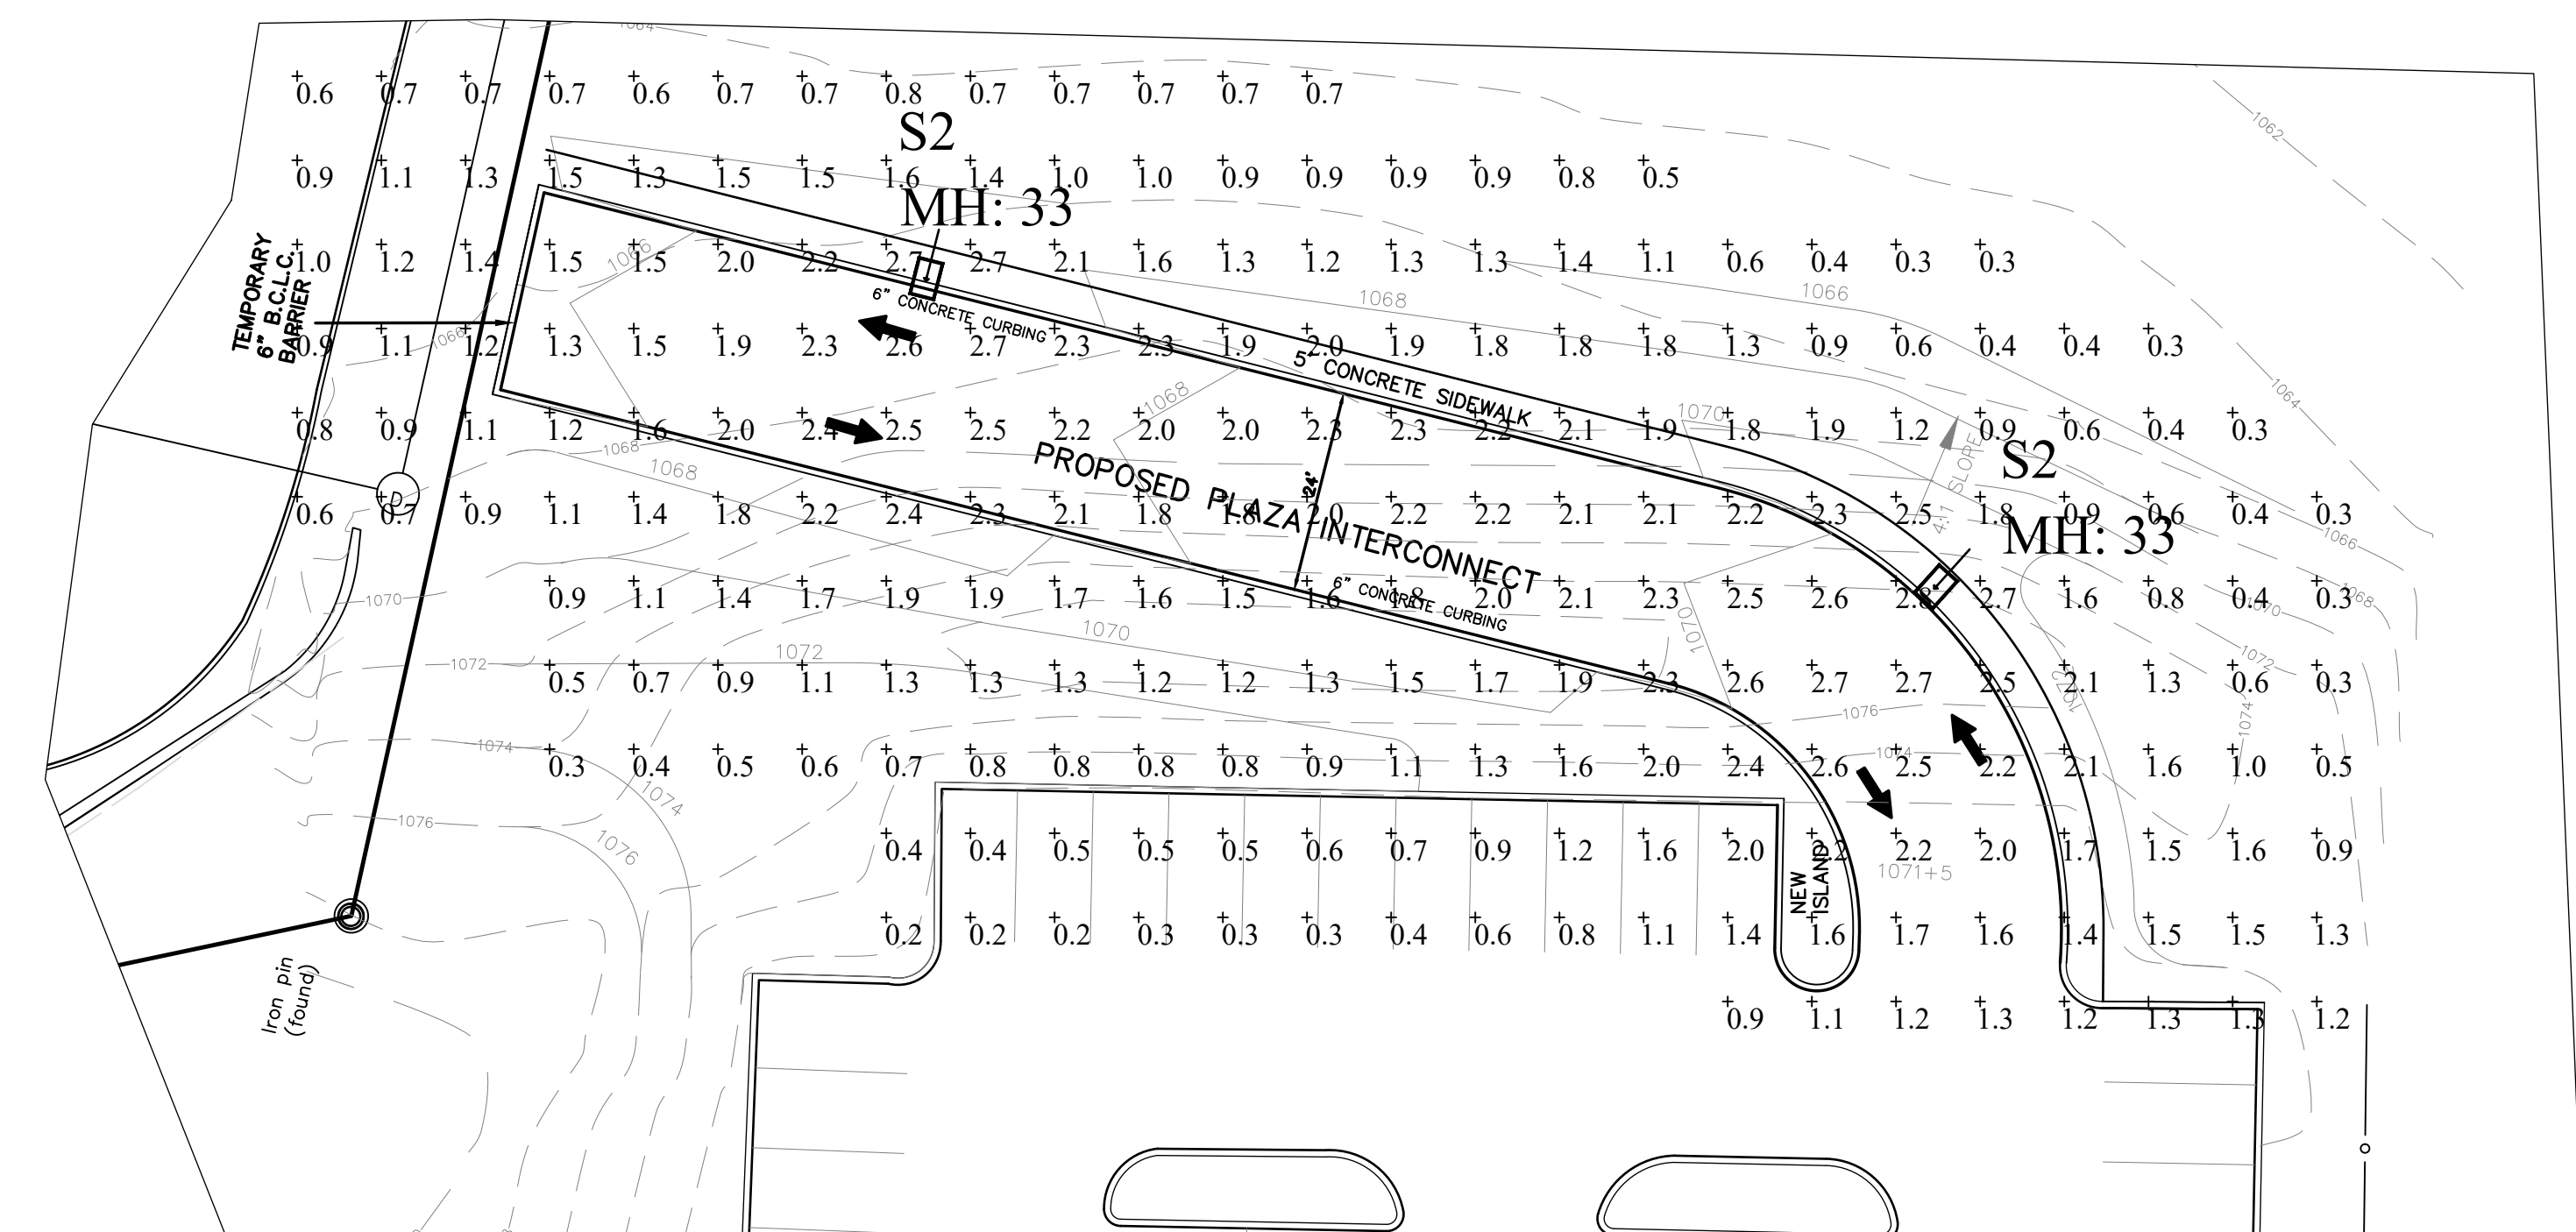 1064
0.6 0.7 0.7 0.7 0.6 0.7 0.7 0.8 0.7 0.7 0.7 0.7 0.7
1062
S2
0.9 1.1 1.3 1.5 1.3 1.5 1.5 1.6 1.4 1.0 1.0 0.9 0.9 0.9 0.9 0.8 0.5
MH: 33
TEMPORARY
6" B.C.L.C.
BARRIER
1066
1.0 1.2 1.4 1.5 1.5 2.0 2.2 2.7 2.7 2.1 1.6 1.3 1.2 1.3 1.3 1.4 1.1 0.6 0.4 0.3 0.3
6" CONCRETE CURBING
1068
1066
1066
0.9 1.1 1.2 1.3 1.5 1.9 2.3 2.6 2.7 2.3 2.3 1.9 2.0 1.9 1.8 1.8 1.8 1.3 0.9 0.6 0.4 0.4 0.3
5' CONCRETE SIDEWALK
1068
1070
1064
0.8 0.9 1.1 1.2 1.6 2.0 2.4 2.5 2.5 2.2 2.0 2.0 2.3 2.3 2.2 2.1 1.9 1.8 1.9 1.2 0.9 0.6 0.4 0.3
1068
1068
PROPOSED PLAZA INTERCONNECT
24'
4:1 SLOPE
S2
MH: 33
D
0.6 0.7 0.9 1.1 1.4 1.8 2.2 2.4 2.3 2.1 1.8 1.8 2.0 2.2 2.2 2.1 2.1 2.2 2.3 2.5 1.8 0.9 0.6 0.4 0.3
1066
1070
0.9 1.1 1.4 1.7 1.9 1.9 1.7 1.6 1.5 1.6 1.8 2.0 2.1 2.3 2.5 2.6 2.8 2.7 1.6 0.8 0.4 0.3
6" CONCRETE CURBING
1070
1068
1070
1070
1072
1072
1072
1072
0.5 0.7 0.9 1.1 1.3 1.3 1.3 1.2 1.2 1.3 1.5 1.7 1.9 2.3 2.6 2.7 2.7 2.5 2.1 1.3 0.6 0.3
1076
1074
1074
1074
0.3 0.4 0.5 0.6 0.7 0.8 0.8 0.8 0.8 0.9 1.1 1.3 1.6 2.0 2.4 2.6 2.5 2.2 2.1 1.6 1.0 0.5
1074
1076
1076
0.4 0.4 0.5 0.5 0.5 0.6 0.7 0.9 1.2 1.6 2.0 2.2 2.2 2.0 1.7 1.5 1.6 0.9
NEW
ISLAND
1071+5
0.2 0.2 0.2 0.3 0.3 0.3 0.4 0.6 0.8 1.1 1.4 1.6 1.7 1.6 1.4 1.5 1.5 1.3
Iron pin
(found)
0.9 1.1 1.2 1.3 1.2 1.3 1.3 1.2